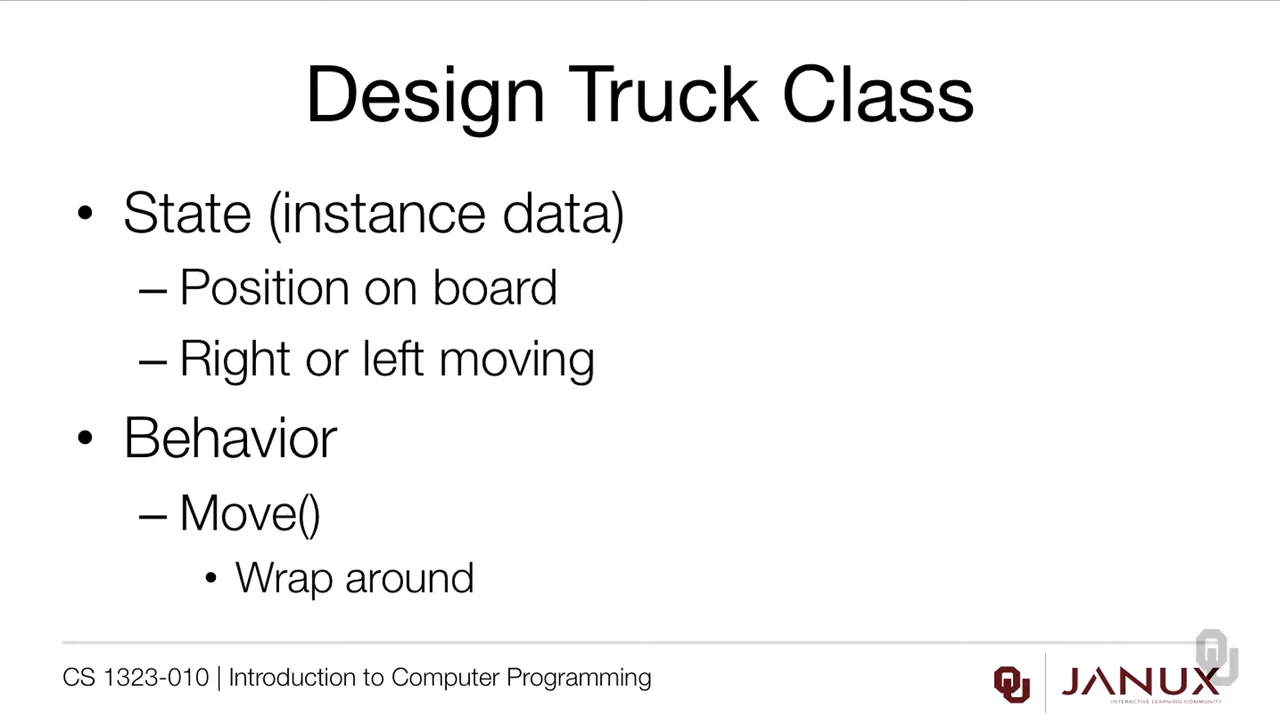 Design Truck Class
• State (instance data)
– Position on board
– Right or left moving
• Behavior
– Move()
• Wrap around
CS 1323-010 | Introduction to Computer Programming
OU
JANUX
INTERACTIVE LEARNING COMMUNITY
OU